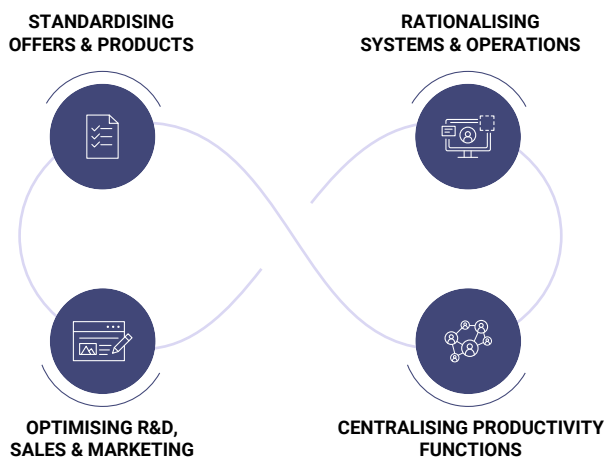 STANDARDISING
OFFERS & PRODUCTS
RATIONALISING
SYSTEMS & OPERATIONS
OPTIMISING R&D,
SALES & MARKETING
CENTRALISING PRODUCTIVITY
FUNCTIONS